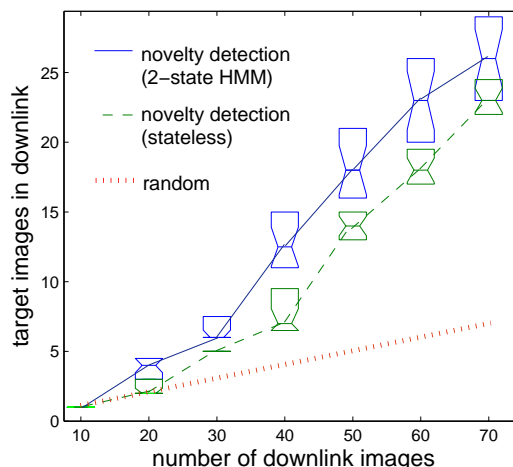 novelty detection
(2−state HMM)
novelty detection
(stateless)
random
target images in downlink
25
20
15
10
5
0
10 20 30 40 50 60 70
number of downlink images